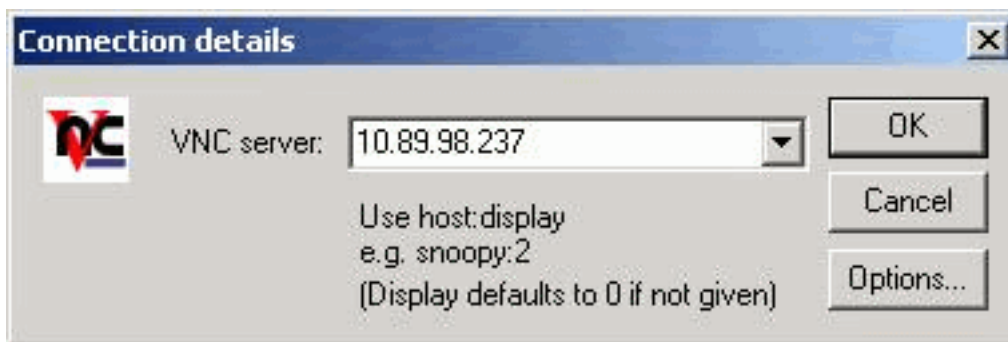 Connection details
VNC
VNC server: 10.89.98.237
OK
Use host:display
e.g. snoopy:2
(Display defaults to 0 if not given)
Cancel
Options...